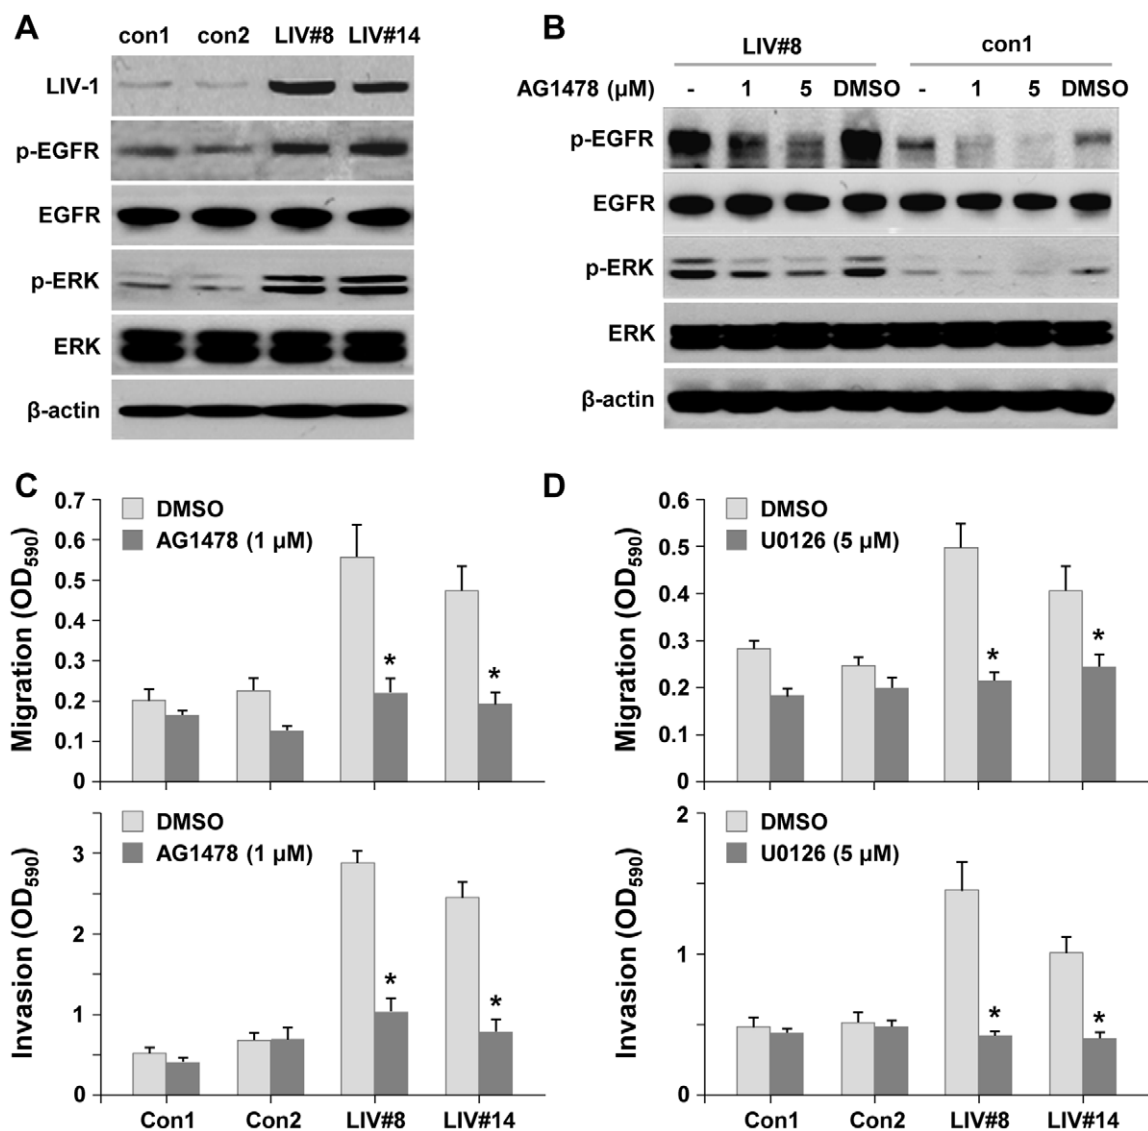 A
con1 con2 LIV#8 LIV#14
LIV-1
p-EGFR
EGFR
p-ERK
ERK
β-actin
B
LIV#8 con1
AG1478 (μM) - 1 5 DMSO - 1 5 DMSO
p-EGFR
EGFR
p-ERK
ERK
β-actin
C
Migration (OD590)
0.7
0.6
0.5
0.4
0.3
0.2
0.1
0
DMSO
AG1478 (1 μM)
* *
Invasion (OD590)
3
2
1
0
DMSO
AG1478 (1 μM)
* *
Con1 Con2 LIV#8 LIV#14
D
Migration (OD590)
0.6
0.5
0.4
0.3
0.2
0.1
0
DMSO
U0126 (5 μM)
* *
Invasion (OD590)
2
1
0
DMSO
U0126 (5 μM)
* *
Con1 Con2 LIV#8 LIV#14